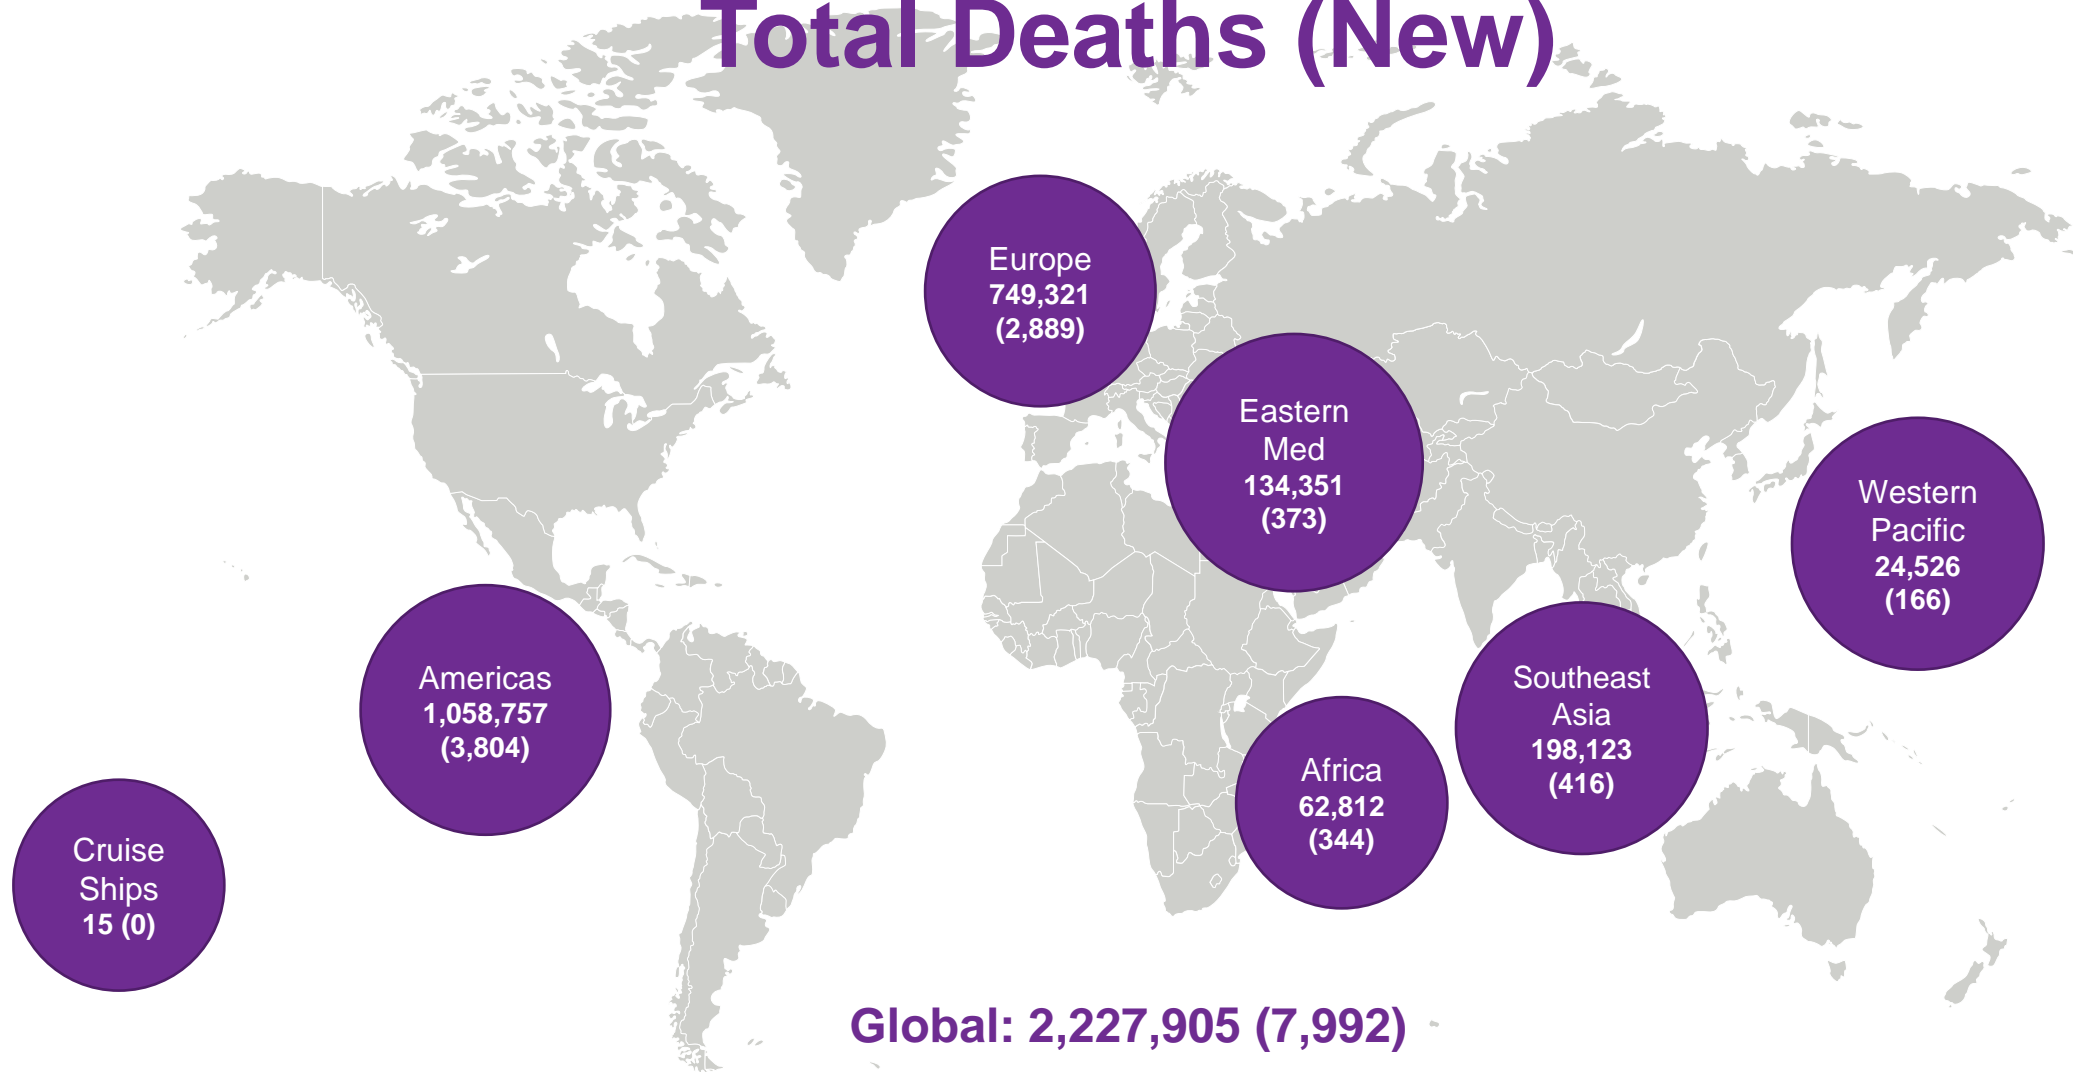 Total Deaths (New)
Europe
749,321
(2,889)
Eastern
Med
134,351
(373)
Western
Pacific
24,526
(166)
Americas
1,058,757
(3,804)
Southeast
Asia
198,123
(416)
Africa
62,812
(344)
Cruise
Ships
15 (0)
Global: 2,227,905 (7,992)